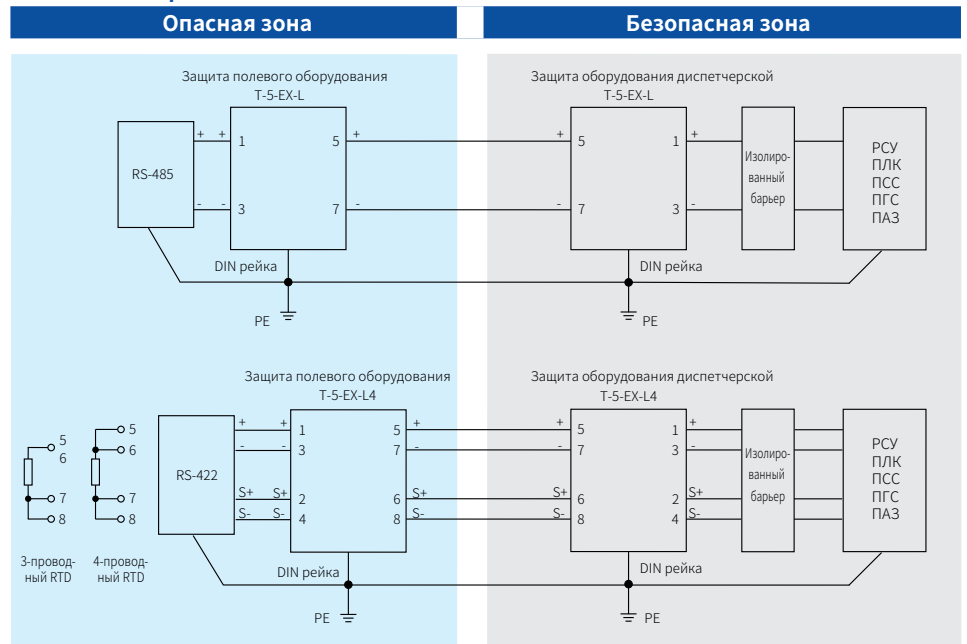 Опасная зона
Безопасная зона
Защита полевого оборудования
T-5-EX-L
Защита оборудования диспетчерской
T-5-EX-L
RS-485
+ + 1 5 + + 5 1 +
- - 3 7 - - 7 3 -
Изолиро-
ванный
барьер
РСУ
ПЛК
ПСС
ПГС
ПАЗ
DIN рейка
DIN рейка
PE
PE
Защита полевого оборудования
T-5-EX-L4
Защита оборудования диспетчерской
T-5-EX-L4
5
6
7
8
5
6
7
8
3-провод-
ный RTD
4-провод-
ный RTD
RS-422
+ + 1 5 + + 5 1 +
- - 3 7 - - 7 3 -
S+ S+ 2 6 S+ S+ 6 2 S+
S- S- 4 8 S- S- 8 4 S-
Изолиро-
ванный
барьер
РСУ
ПЛК
ПСС
ПГС
ПАЗ
DIN рейка
DIN рейка
PE
PE